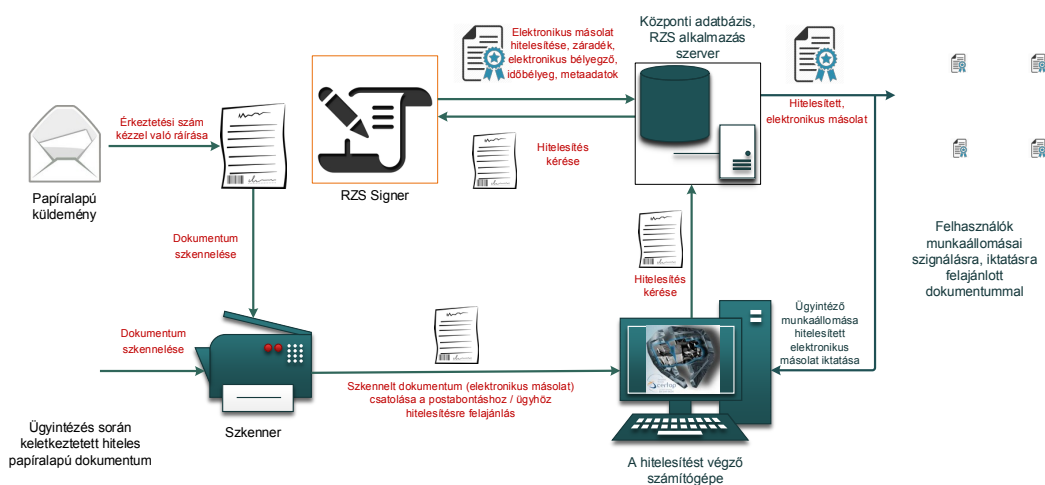 Elektronikus másolat
hitelesítése, záradék,
elektronikus bélyegző,
időbélyeg, metaadatok
Központi adatbázis,
RZS alkalmazás
szerver
Érkeztetési szám
kézzel való ráírása
Hitelesítés
kérése
Hitelesített,
elektronikus másolat
Papíralapú
küldemény
RZS Signer
Dokumentum
szkennelése
Hitelesítés
kérése
Felhasználók
munkaállomásai
szignálásra, iktatásra
felajánlott
dokumentummal
Dokumentum
szkennelése
Ügyintéző
munkaállomása
hitelesített
elektronikus
másolat iktatása
Szkennelt dokumentum (elektronikus másolat)
csatolása a postabontáshoz / ügyhöz
hitelesítésre felajánlás
Ügyintézés során
keletkeztetett hiteles
papíralapú dokumentum
Szkenner
A hitelesítést végző
számítógépe